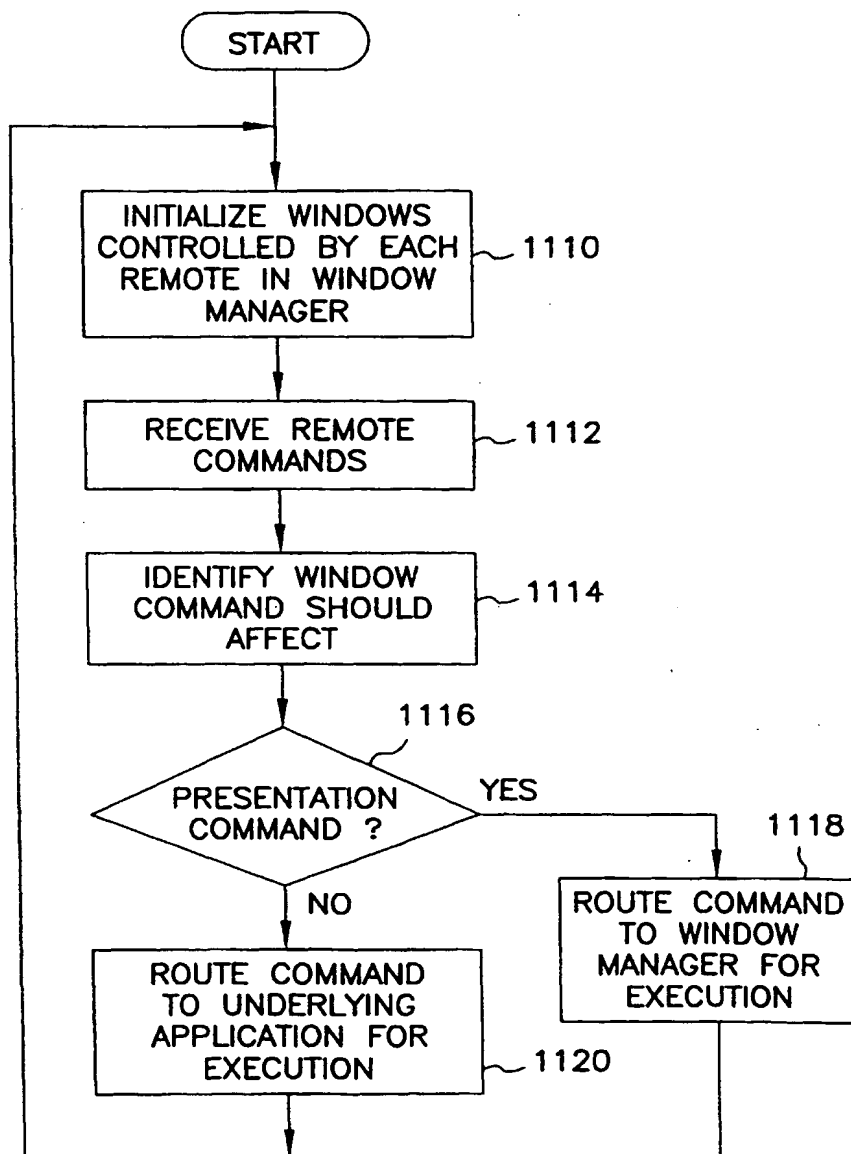 START
INITIALIZE WINDOWS
CONTROLLED BY EACH
REMOTE IN WINDOW
MANAGER
1110
RECEIVE REMOTE
COMMANDS
1112
IDENTIFY WINDOW
COMMAND SHOULD
AFFECT
1114
1116
PRESENTATION
COMMAND ?
YES
NO
1118
ROUTE COMMAND
TO WINDOW
MANAGER FOR
EXECUTION
ROUTE COMMAND
TO UNDERLYING
APPLICATION FOR
EXECUTION
1120